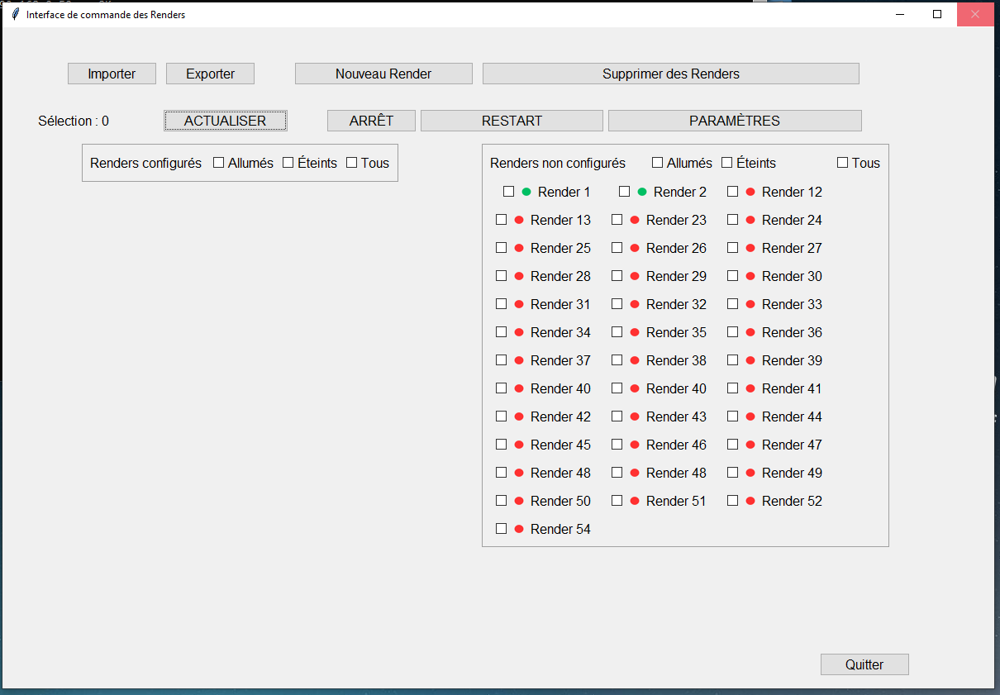 Interface de commande des Renders
Importer Exporter Nouveau Render Supprimer des Renders
Sélection : 0 ACTUALISER ARRÊT RESTART PARAMÈTRES
Renders configurés Allumés Éteints Tous
Renders non configurés Allumés Éteints Tous
Render 1 Render 2 Render 12
Render 13 Render 23 Render 24
Render 25 Render 26 Render 27
Render 28 Render 29 Render 30
Render 31 Render 32 Render 33
Render 34 Render 35 Render 36
Render 37 Render 38 Render 39
Render 40 Render 40 Render 41
Render 42 Render 43 Render 44
Render 45 Render 46 Render 47
Render 48 Render 48 Render 49
Render 50 Render 51 Render 52
Render 54
Quitter